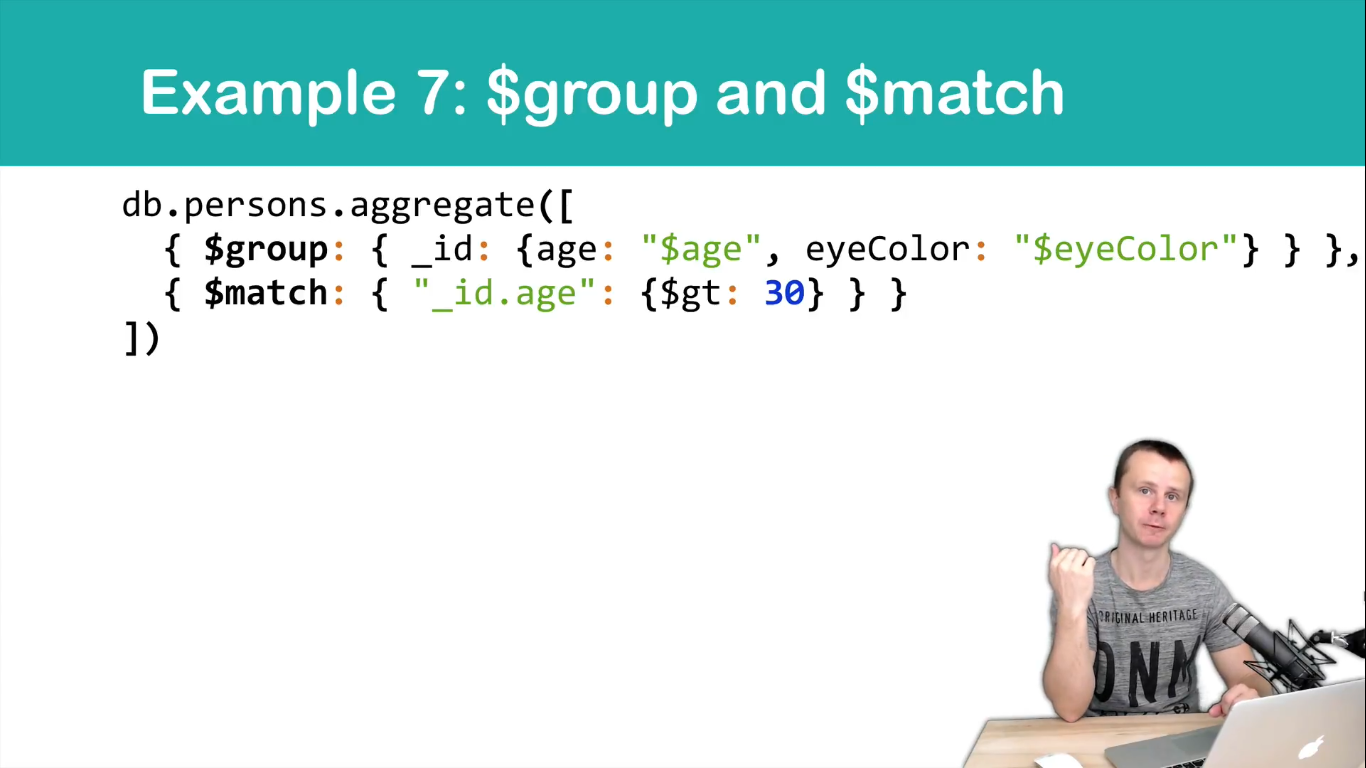 Example 7: $group and $match
db.persons.aggregate([
{ $group: { _id: {age: "$age", eyeColor: "$eyeColor"} } },
{ $match: { "_id.age": {$gt: 30} } }
])
ORIGINAL HERITAGE